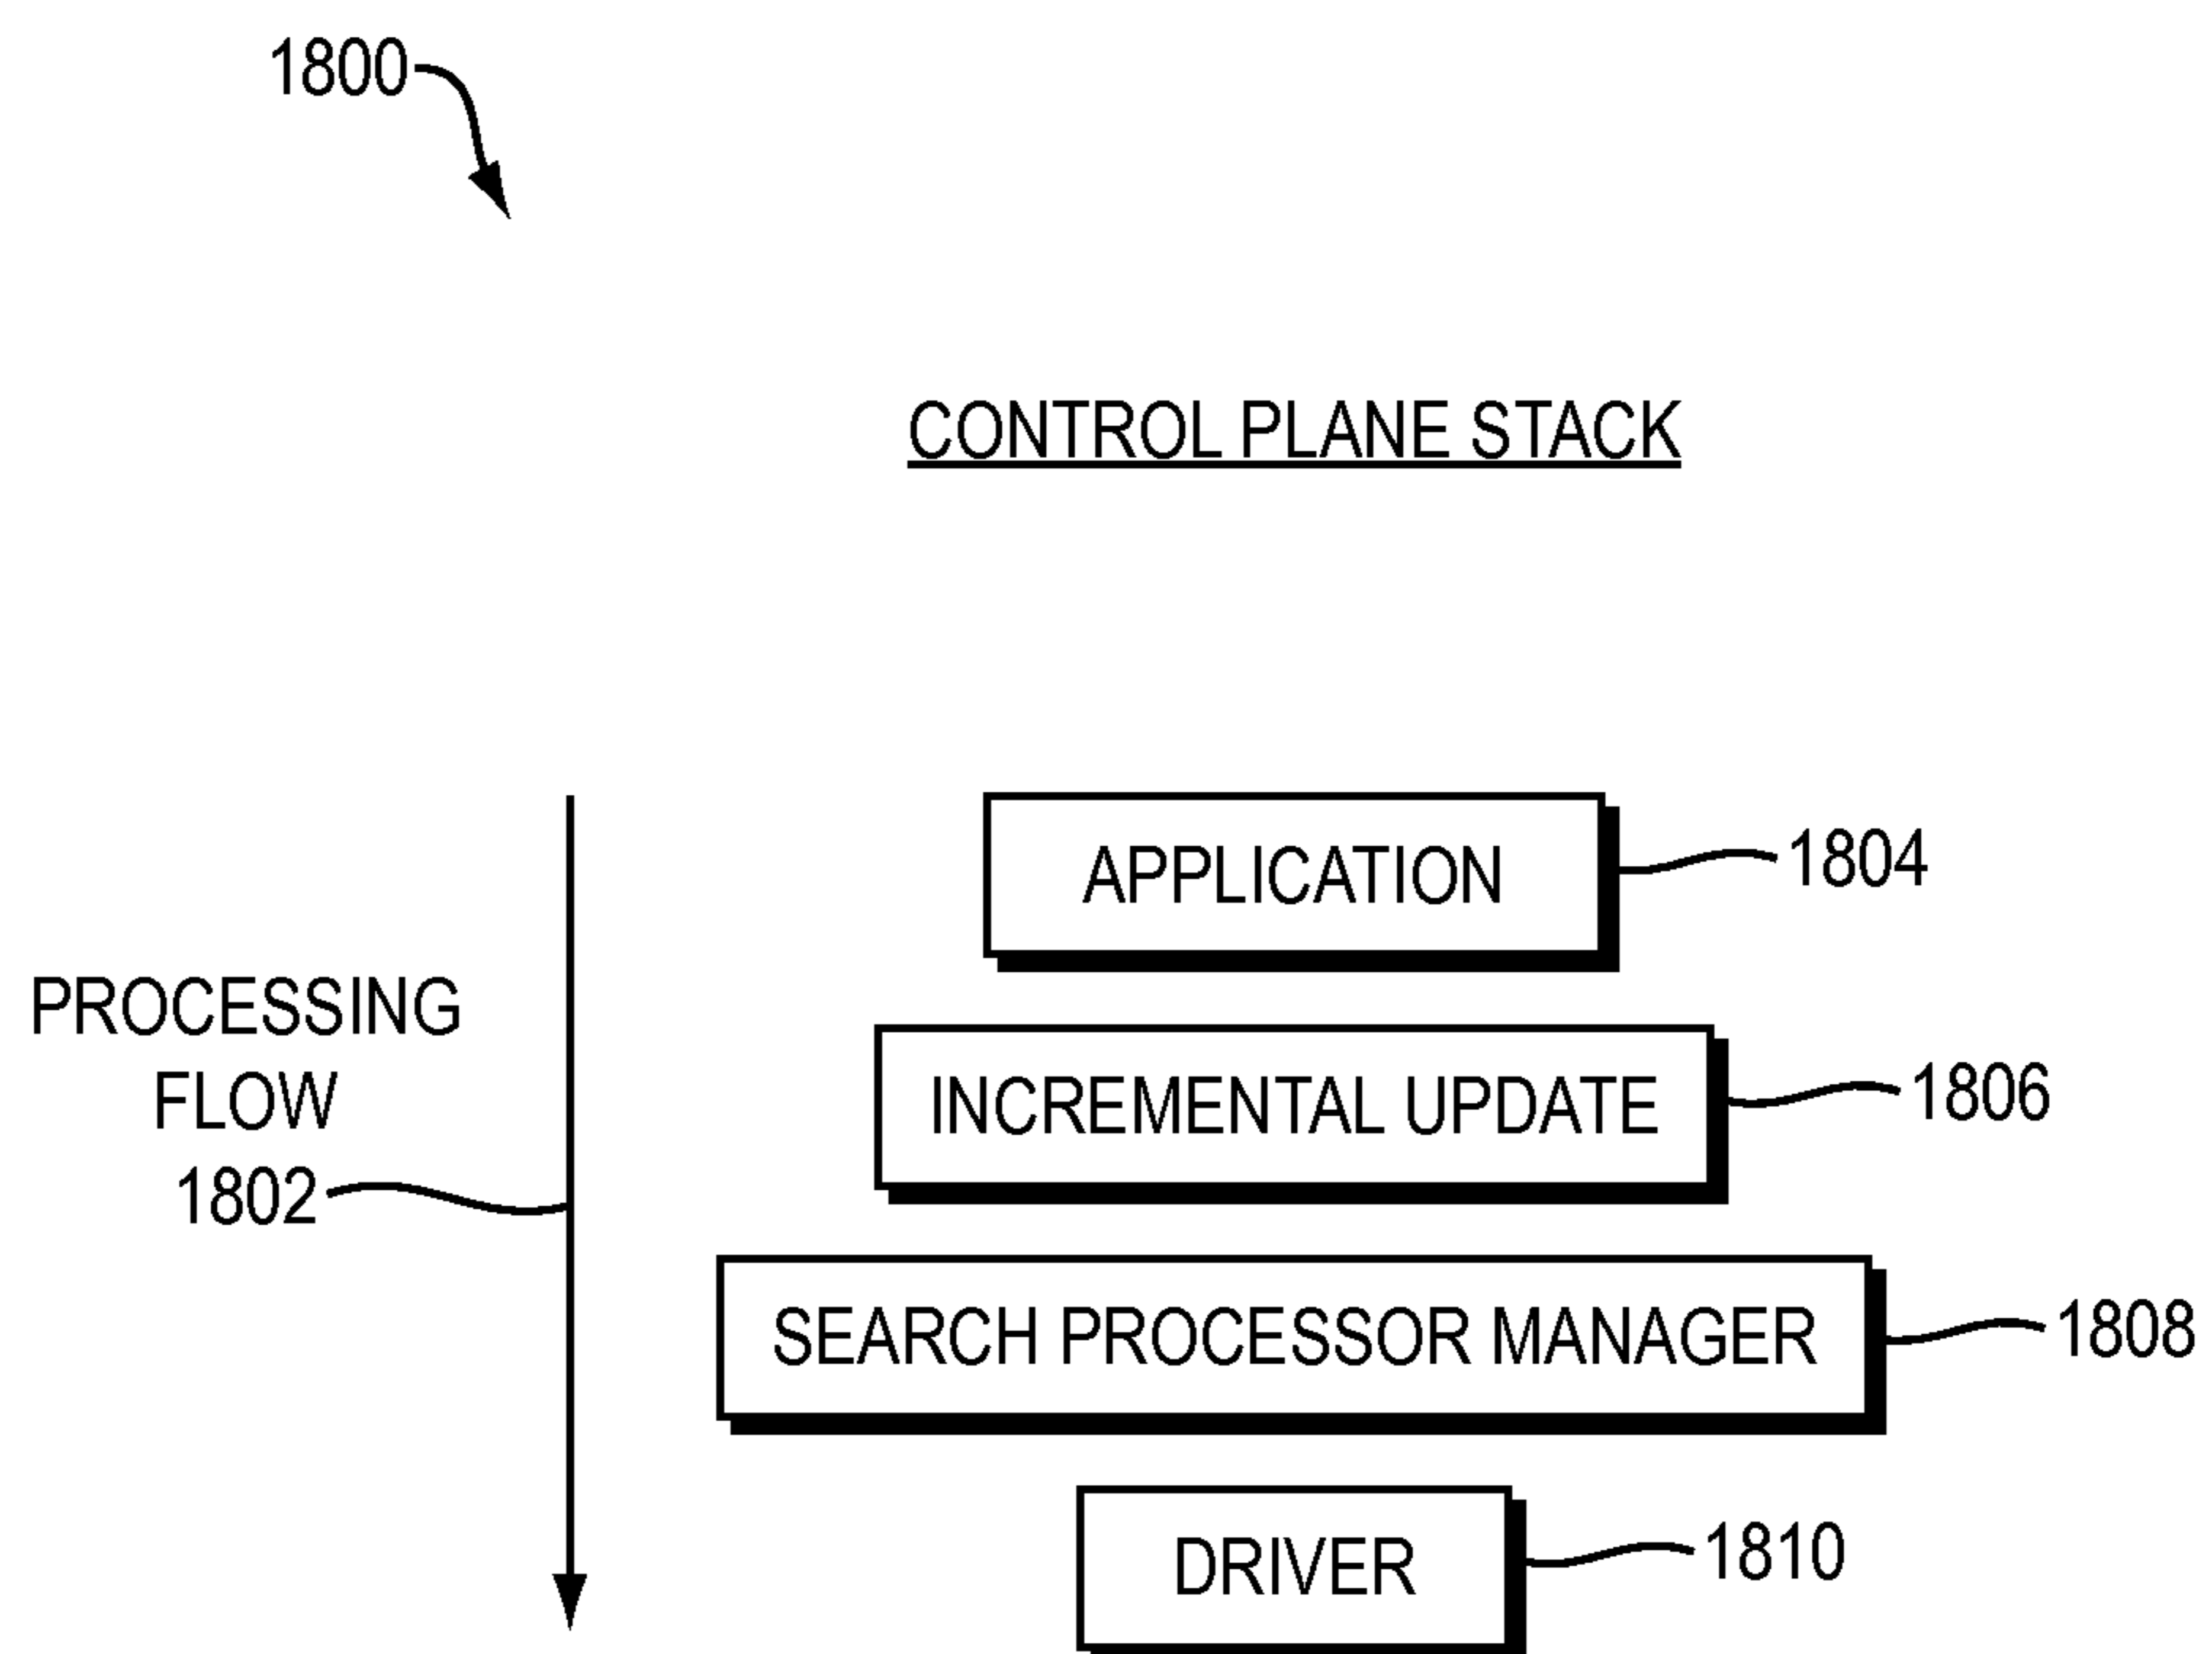 1800
CONTROL PLANE STACK
APPLICATION
1804
PROCESSING
FLOW
1802
INCREMENTAL UPDATE
1806
SEARCH PROCESSOR MANAGER
1808
DRIVER
1810